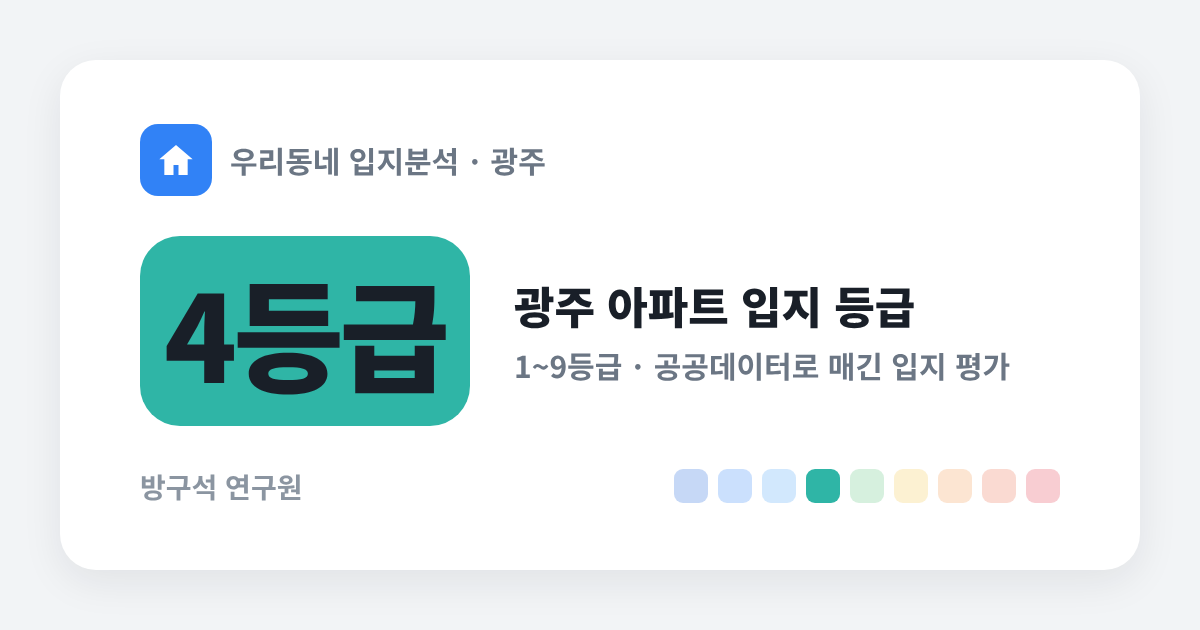 우리동네 입지분석 · 광주
4등급
광주 아파트 입지 등급
1~9등급 · 공공데이터로 매긴 입지 평가
방구석 연구원